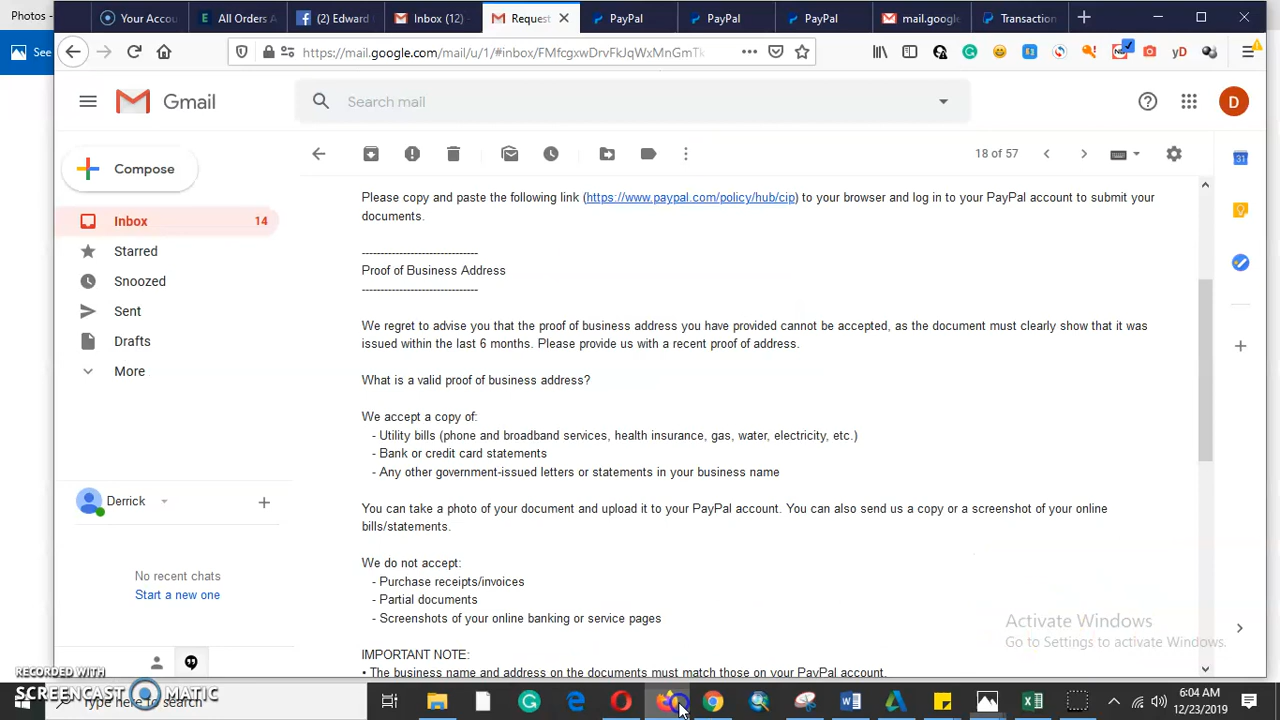 Photos -
Your Accou
All Orders A
(2) Edward
Inbox (12)
Request
PayPal
PayPal
PayPal
mail.google
Transaction
See
https://mail.google.com/mail/u/1/#inbox/FMfcgxwDrvFkJqWxMnGmTk
yD
Gmail
Search mail
D
Compose
18 of 57
Inbox 14
Starred
Snoozed
Sent
Drafts
More
Derrick
No recent chats
Start a new one
Please copy and paste the following link (https://www.paypal.com/policy/hub/cip) to your browser and log in to your PayPal account to submit your
documents.
-------------------------------
Proof of Business Address
-------------------------------
We regret to advise you that the proof of business address you have provided cannot be accepted, as the document must clearly show that it was
issued within the last 6 months. Please provide us with a recent proof of address.
What is a valid proof of business address?
We accept a copy of:
- Utility bills (phone and broadband services, health insurance, gas, water, electricity, etc.)
- Bank or credit card statements
- Any other government-issued letters or statements in your business name
You can take a photo of your document and upload it to your PayPal account. You can also send us a copy or a screenshot of your online
bills/statements.
We do not accept:
- Purchase receipts/invoices
- Partial documents
- Screenshots of your online banking or service pages
IMPORTANT NOTE:
• The business name and address on the documents must match those on your PayPal account.
Activate Windows
Go to Settings to activate Windows.
RECORDED WITH
SCREENCAST MATIC
Type here to search
6:04 AM
12/23/2019